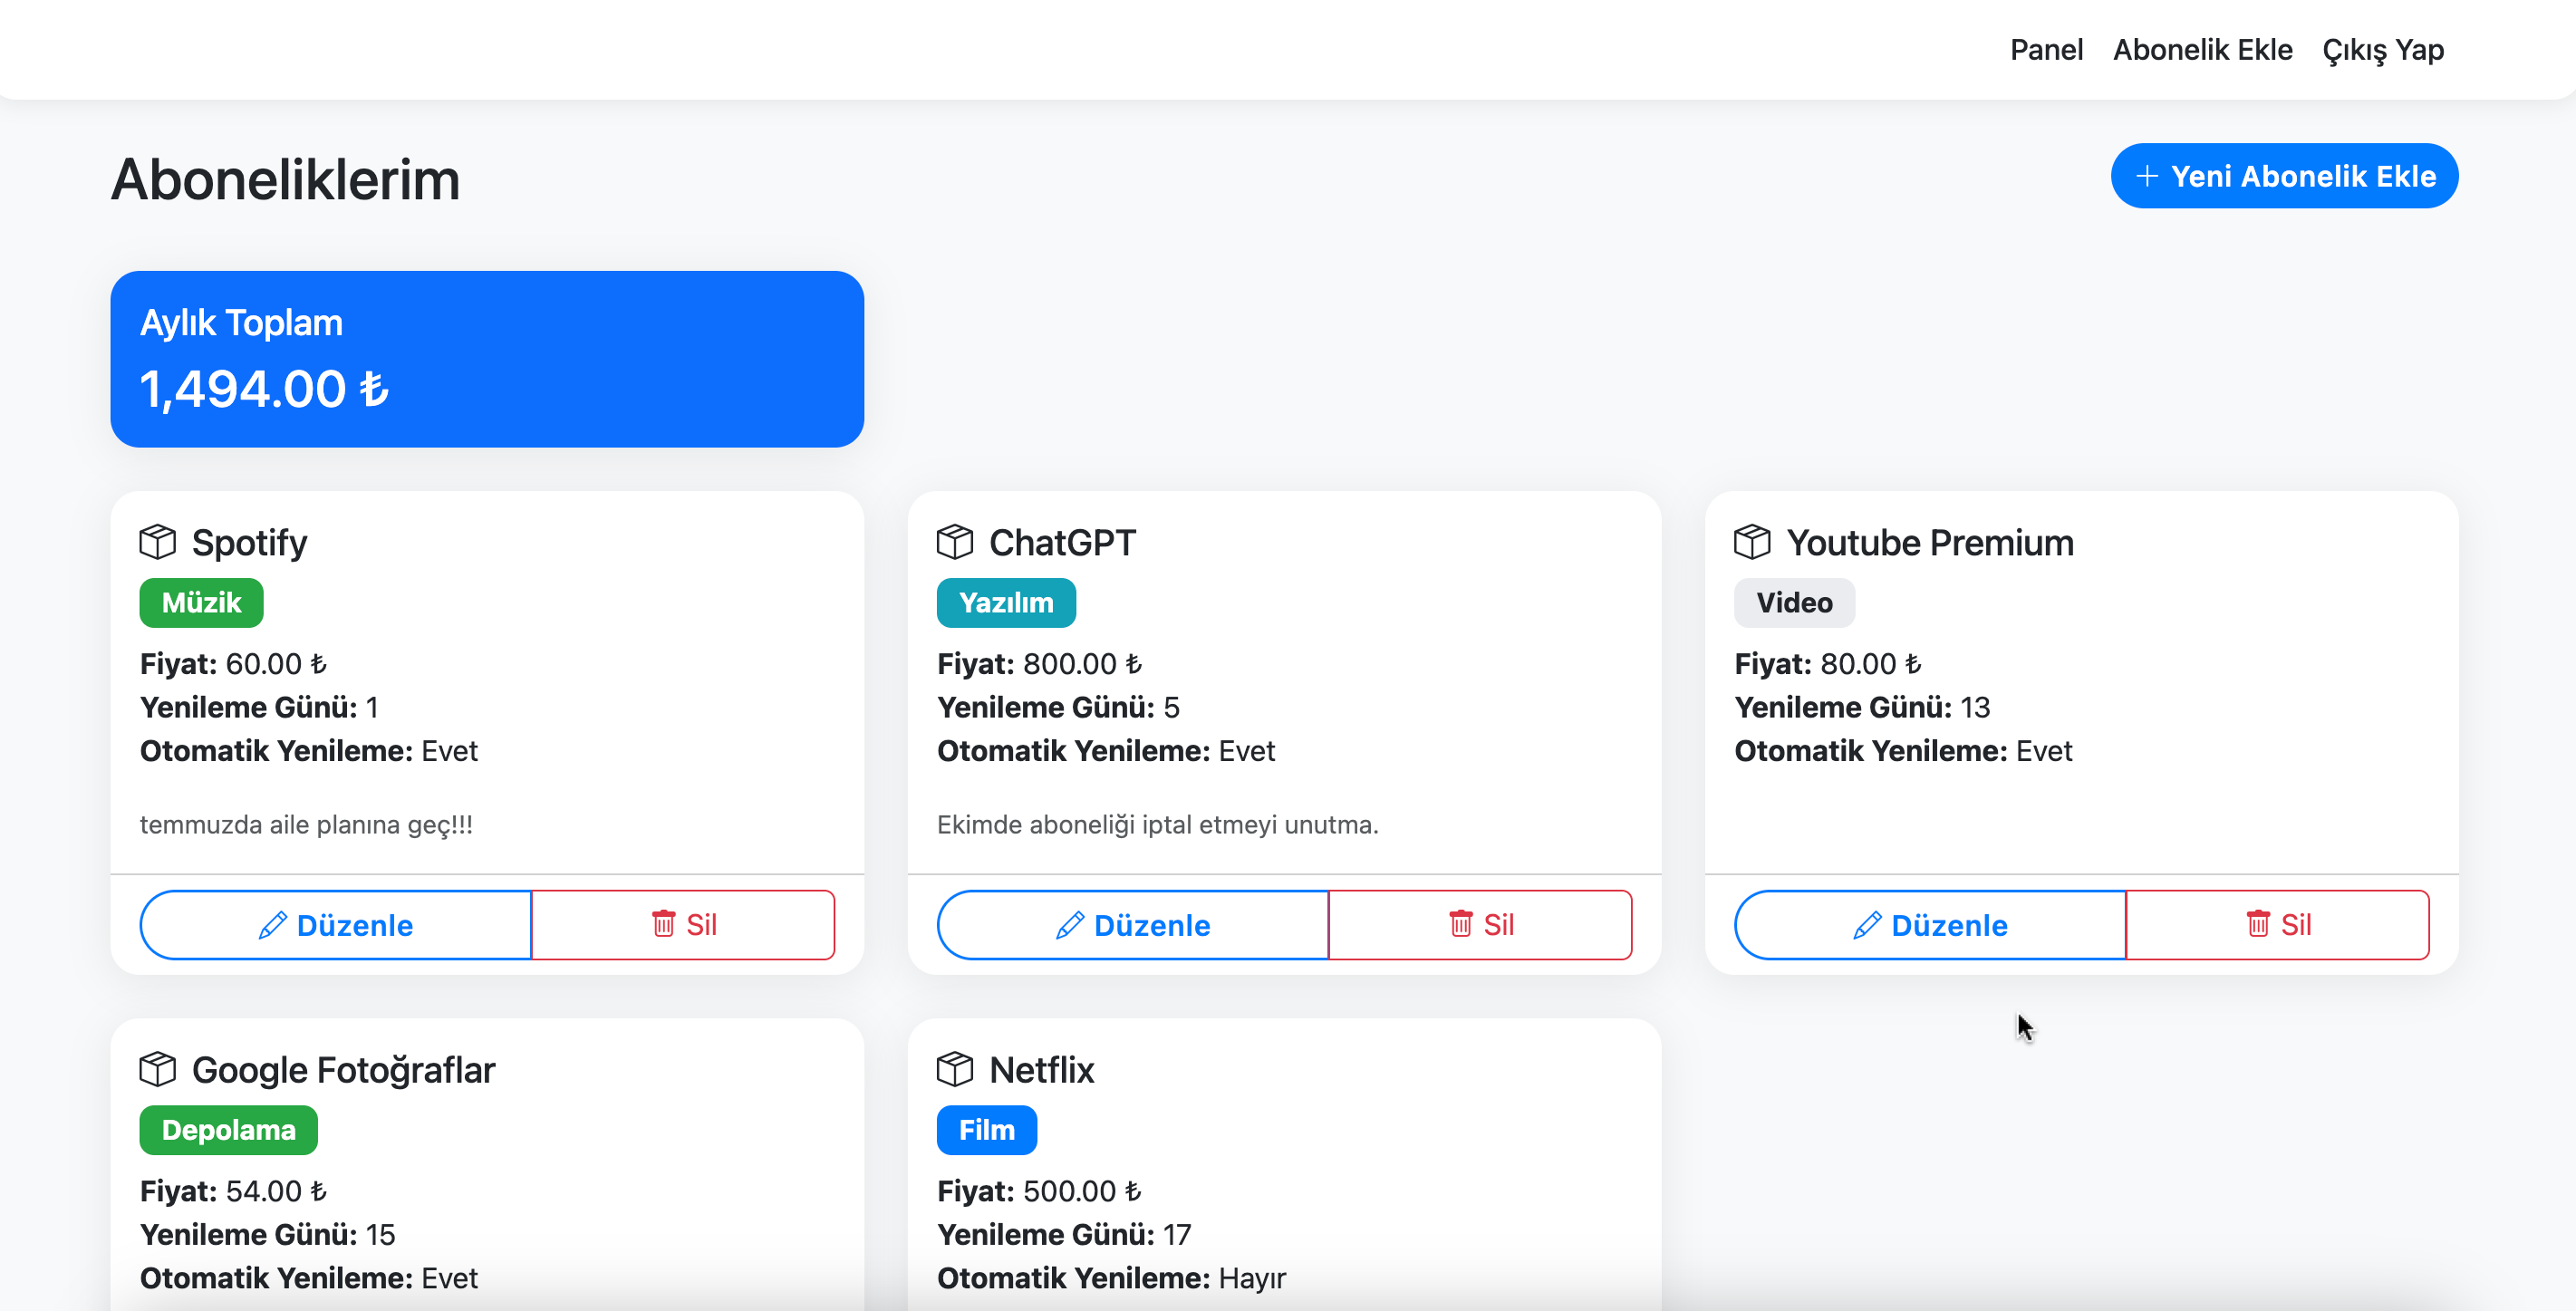 Panel Abonelik Ekle Çıkış Yap
Aboneliklerim
Yeni Abonelik Ekle
Aylık Toplam
1,494.00 ₺
Spotify
Müzik
Fiyat: 60.00 ₺
Yenileme Günü: 1
Otomatik Yenileme: Evet
temmuzda aile planına geç!!!
Düzenle Sil
ChatGPT
Yazılım
Fiyat: 800.00 ₺
Yenileme Günü: 5
Otomatik Yenileme: Evet
Ekimde aboneliği iptal etmeyi unutma.
Düzenle Sil
Youtube Premium
Video
Fiyat: 80.00 ₺
Yenileme Günü: 13
Otomatik Yenileme: Evet
Düzenle Sil
Google Fotoğraflar
Depolama
Fiyat: 54.00 ₺
Yenileme Günü: 15
Otomatik Yenileme: Evet
Netflix
Film
Fiyat: 500.00 ₺
Yenileme Günü: 17
Otomatik Yenileme: Hayır